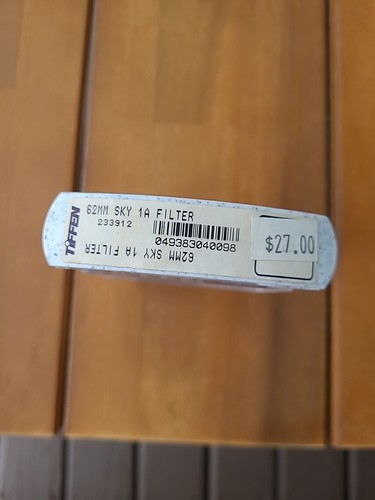 TIFFEN
62MM SKY 1A FILTER
233912
049383040098
62MM SKY 1A FILTER
$27.00